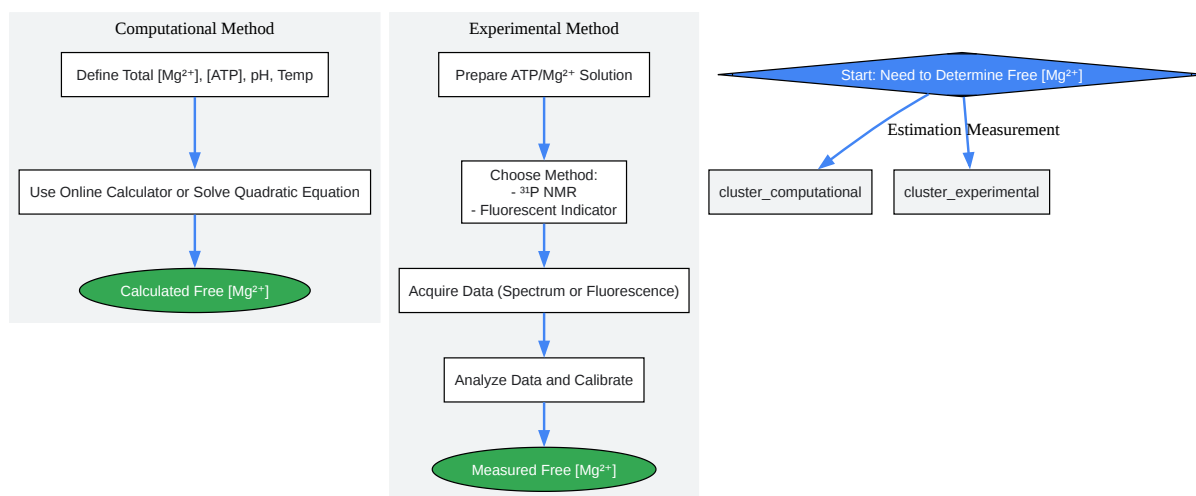 Computational Method
Define Total [Mg²⁺], [ATP], pH, Temp
Use Online Calculator or Solve Quadratic Equation
Calculated Free [Mg²⁺]
Experimental Method
Prepare ATP/Mg²⁺ Solution
Choose Method:
- ³¹P NMR
- Fluorescent Indicator
Acquire Data (Spectrum or Fluorescence)
Analyze Data and Calibrate
Measured Free [Mg²⁺]
Start: Need to Determine Free [Mg²⁺]
Estimation Measurement
cluster_computational
cluster_experimental